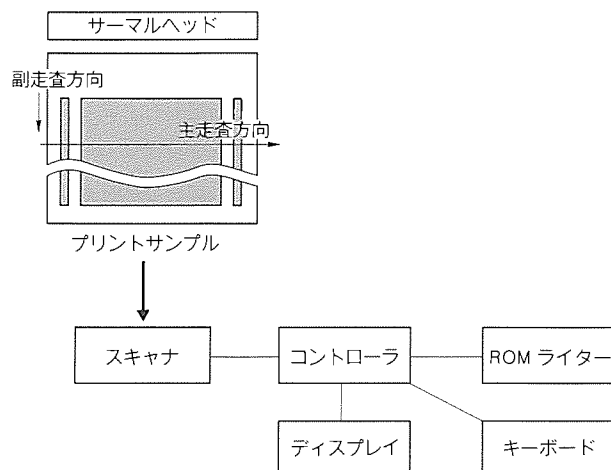 サーマルヘッド
副走査方向
主走査方向
プリントサンプル
スキャナ
コントローラ
ROM ライター
ディスプレイ
キーボード